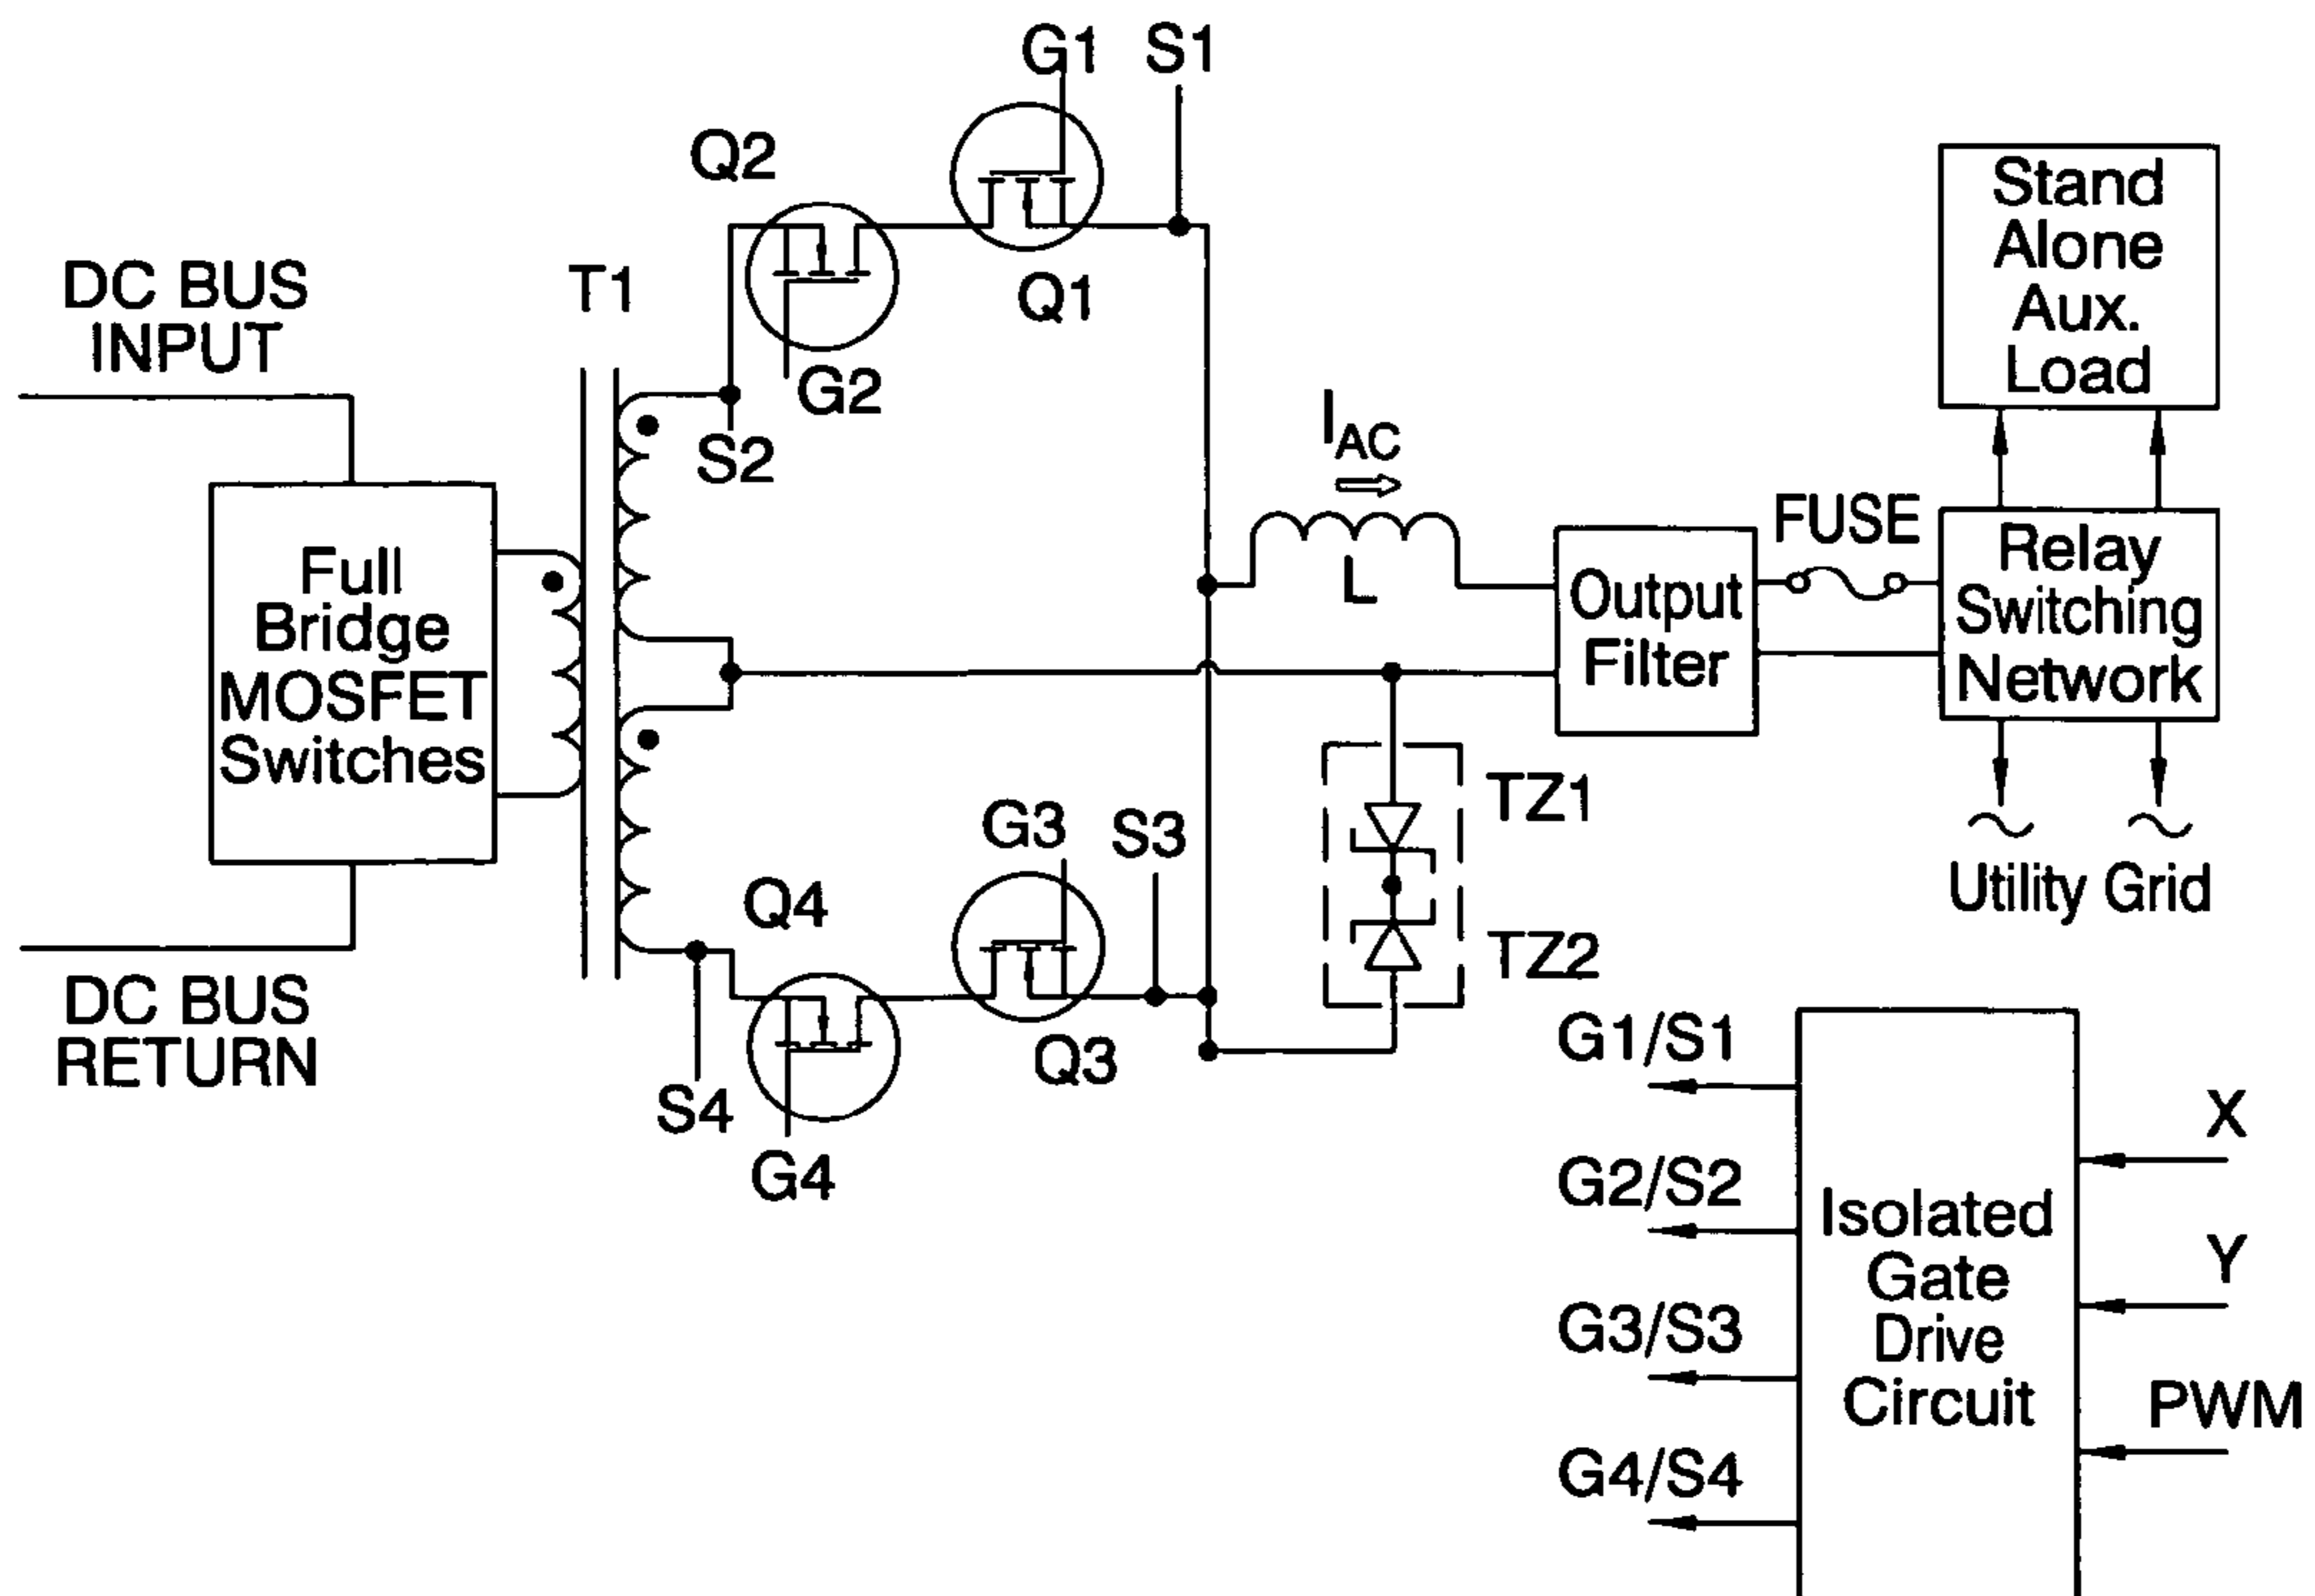 G1
S1
Q2
Q1
G2
S2
T1
DC BUS
INPUT
Full
Bridge
MOSFET
Switches
DC BUS
RETURN
I_AC
L
Output
Filter
FUSE
Stand
Alone
Aux.
Load
Relay
Switching
Network
Utility Grid
TZ1
TZ2
G3
S3
Q4
Q3
S4
G4
G1/S1
G2/S2
G3/S3
G4/S4
Isolated
Gate
Drive
Circuit
X
Y
PWM